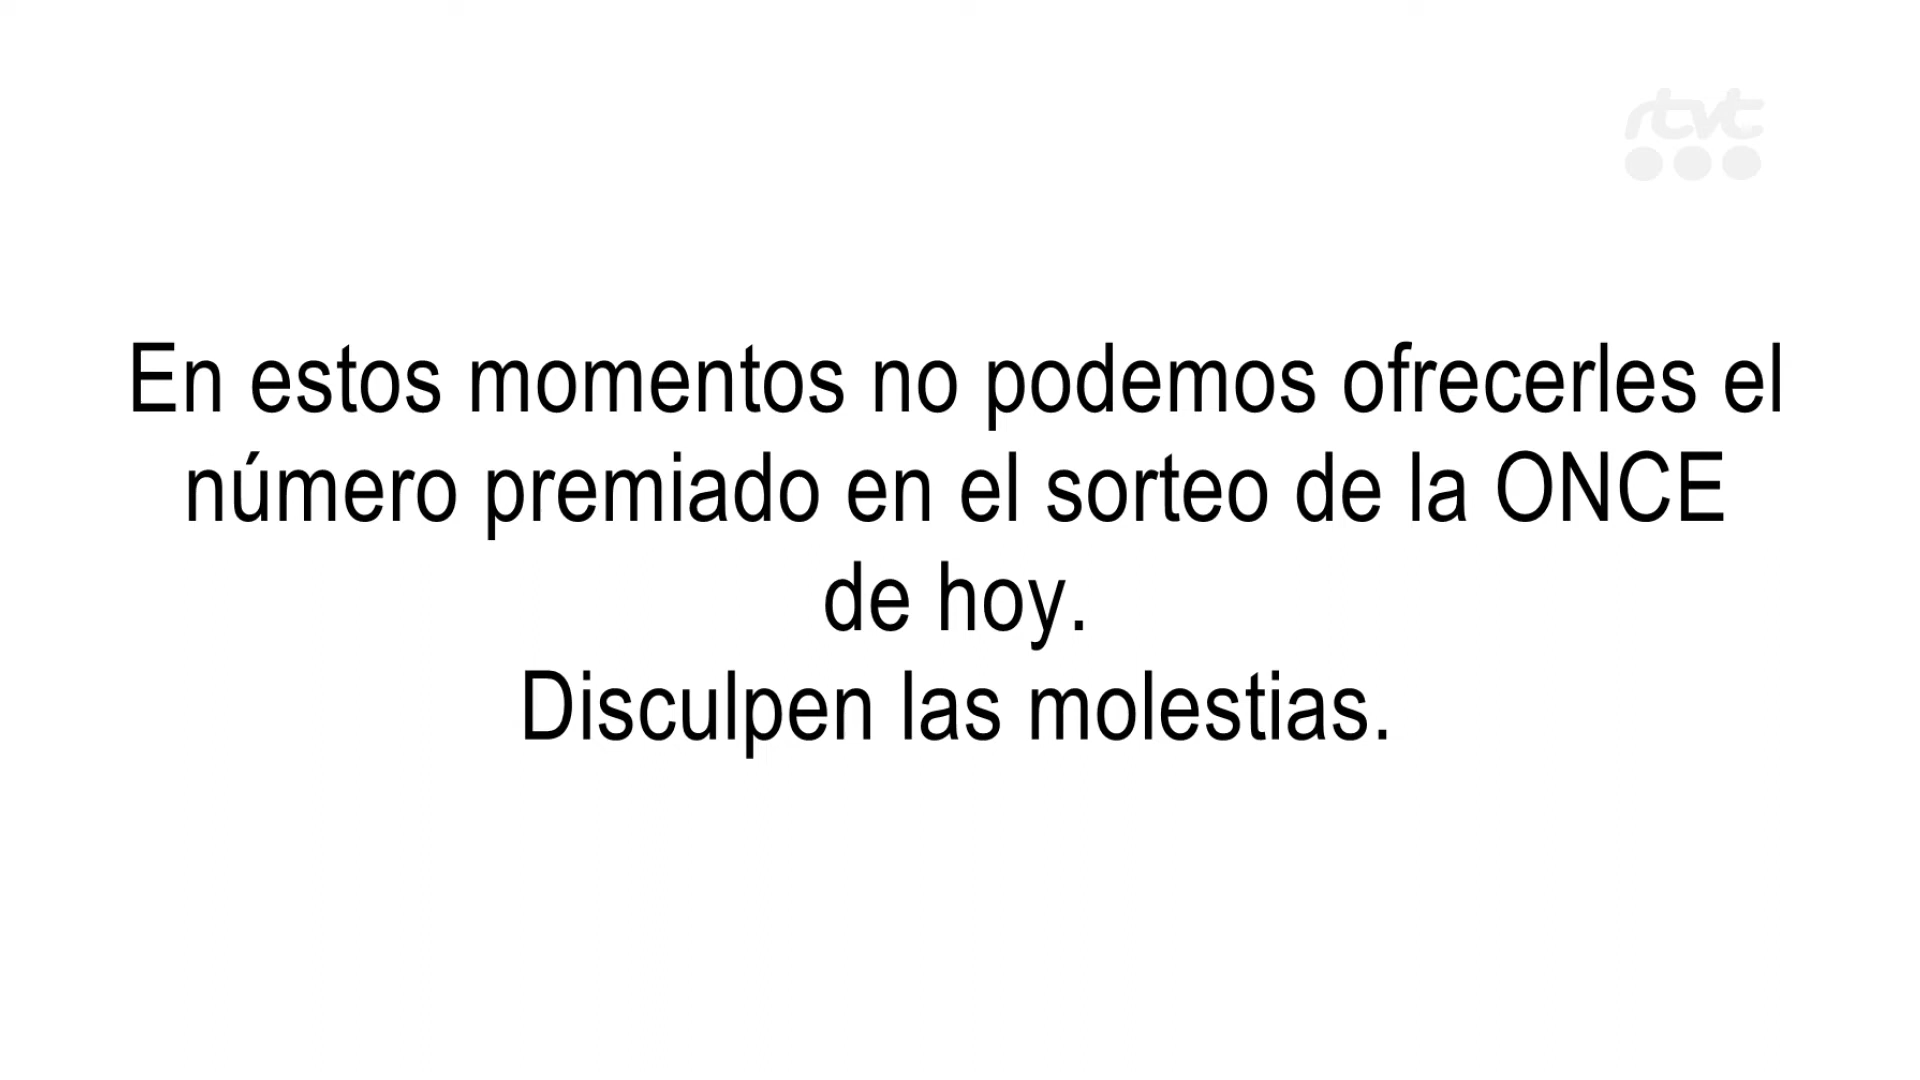 rtvt
En estos momentos no podemos ofrecerles el
número premiado en el sorteo de la ONCE
de hoy.
Disculpen las molestias.